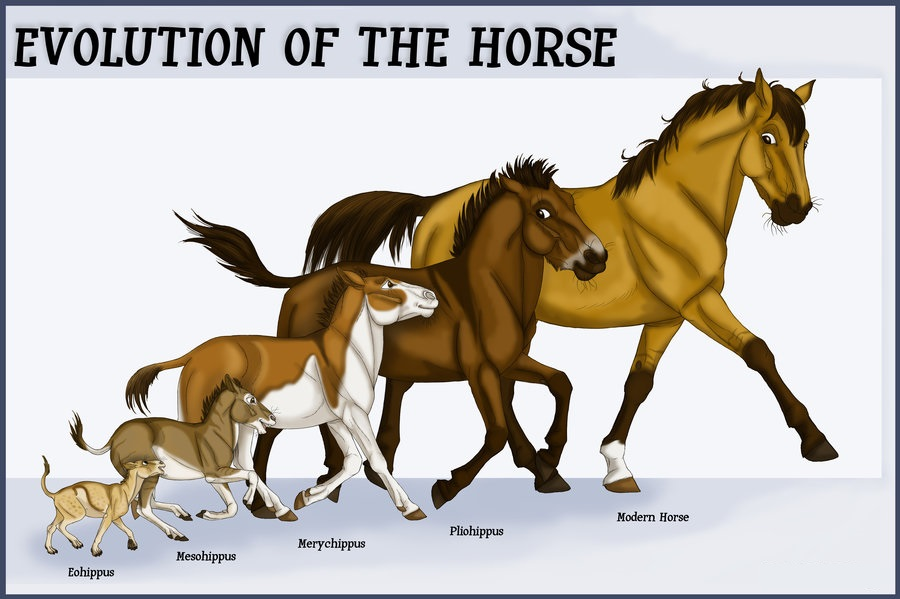 EVOLUTION OF THE HORSE
Eohippus
Mesohippus
Merychippus
Pliohippus
Modern Horse